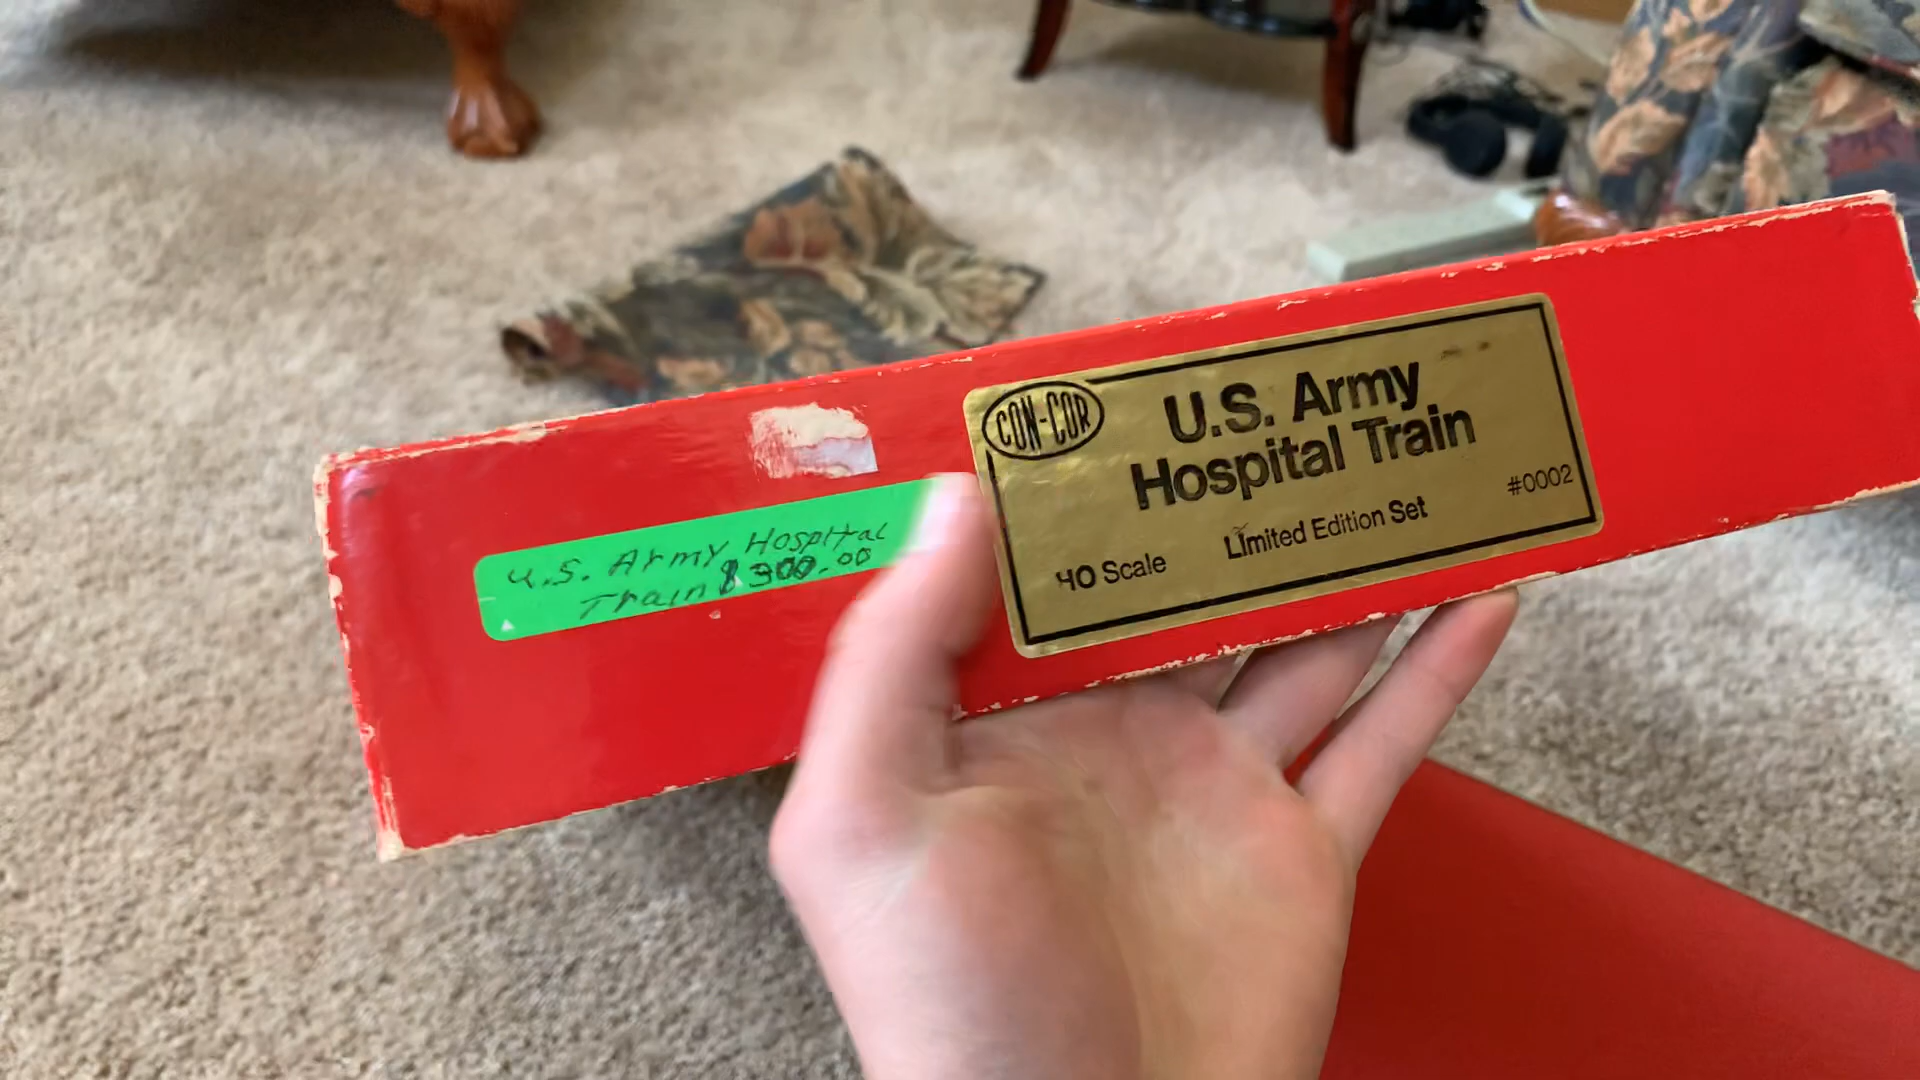 U.S. Army Hospital
Train $300.00
CON-COR
U.S. Army
Hospital Train
#0002
HO Scale
Limited Edition Set